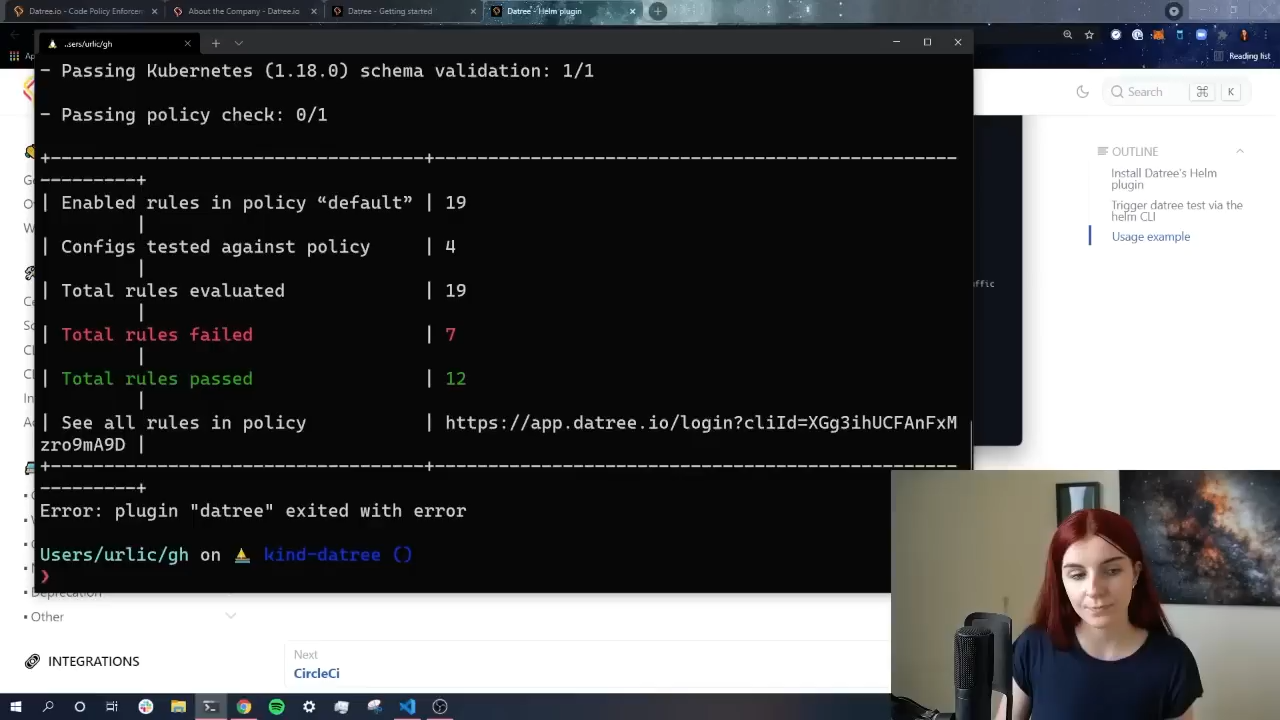 Datree.io - Code Policy Enforcer
About the Company - Datree.io
Datree - Getting started
Datree - Helm plugin
Reading list
..sers/urlic/gh
Search ⌘ K
- Passing Kubernetes (1.18.0) schema validation: 1/1
- Passing policy check: 0/1
| Enabled rules in policy “default” | 19
|
| Configs tested against policy | 4
|
| Total rules evaluated | 19
|
| Total rules failed | 7
|
| Total rules passed | 12
|
| See all rules in policy | https://app.datree.io/login?cliId=XGg3ihUCFAnFxM
zro9mA9D |
Error: plugin "datree" exited with error
Users/urlic/gh on kind-datree ()
❯
OUTLINE
Install Datree's Helm
plugin
Trigger datree test via the
helm CLI
Usage example
Deprecation
Other
INTEGRATIONS
Next
CircleCi